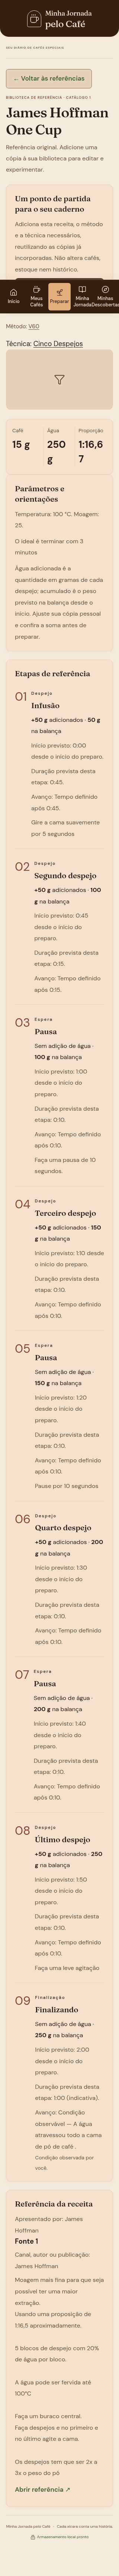 Minha Jornada
pelo Café
SEU DIÁRIO DE CAFÉS ESPECIAIS
← Voltar às referências
BIBLIOTECA DE REFERÊNCIA · CATÁLOGO 1
James Hoffman
One Cup
Referência original. Adicione uma
cópia à sua biblioteca para editar e
experimentar.
Um ponto de partida
para o seu caderno
Adiciona esta receita, o método
e a técnica necessários,
reutilizando as cópias já
incorporadas. Não altera cafés,
estoque nem histórico.
Início
Meus
Cafés
Preparar
Minha
Jornada
Minhas
Descobertas
Método: V60
Técnica: Cinco Despejos
Café
15 g
Água
250
g
Proporção
1:16,6
7
Parâmetros e
orientações
Temperatura: 100 °C. Moagem:
25.
O ideal é terminar com 3
minutos
Água adicionada é a
quantidade em gramas de cada
despejo; acumulado é o peso
previsto na balança desde o
início. Ajuste sua cópia pessoal
e confira a soma antes de
preparar.
Etapas de referência
01
Despejo
Infusão
+50 g adicionados · 50 g
na balança
Início previsto: 0:00
desde o início do preparo.
Duração prevista desta
etapa: 0:45.
Avanço: Tempo definido
após 0:45.
Gire a cama suavemente
por 5 segundos
02
Despejo
Segundo despejo
+50 g adicionados · 100
g na balança
Início previsto: 0:45
desde o início do
preparo.
Duração prevista desta
etapa: 0:15.
Avanço: Tempo definido
após 0:15.
03
Espera
Pausa
Sem adição de água ·
100 g na balança
Início previsto: 1:00
desde o início do
preparo.
Duração prevista desta
etapa: 0:10.
Avanço: Tempo definido
após 0:10.
Faça uma pausa de 10
segundos.
04
Despejo
Terceiro despejo
+50 g adicionados · 150
g na balança
Início previsto: 1:10 desde
o início do preparo.
Duração prevista desta
etapa: 0:10.
Avanço: Tempo definido
após 0:10.
05
Espera
Pausa
Sem adição de água ·
150 g na balança
Início previsto: 1:20
desde o início do
preparo.
Duração prevista desta
etapa: 0:10.
Avanço: Tempo definido
após 0:10.
Pause por 10 segundos
06
Despejo
Quarto despejo
+50 g adicionados · 200
g na balança
Início previsto: 1:30
desde o início do
preparo.
Duração prevista desta
etapa: 0:10.
Avanço: Tempo definido
após 0:10.
07
Espera
Pausa
Sem adição de água ·
200 g na balança
Início previsto: 1:40
desde o início do
preparo.
Duração prevista desta
etapa: 0:10.
Avanço: Tempo definido
após 0:10.
08
Despejo
Último despejo
+50 g adicionados · 250
g na balança
Início previsto: 1:50
desde o início do
preparo.
Duração prevista desta
etapa: 0:10.
Avanço: Tempo definido
após 0:10.
Faça uma leve agitação
09
Finalização
Finalizando
Sem adição de água ·
250 g na balança
Início previsto: 2:00
desde o início do
preparo.
Duração prevista desta
etapa: 1:00 (indicativa).
Avanço: Condição
observável — A água
atravessou todo a cama
de pó de café .
Condição observada por
você.
Referência da receita
Apresentado por: James
Hoffman
Fonte 1
Canal, autor ou publicação:
James Hoffman
Moagem mais fina para que seja
possível ter uma maior
extração.
Usando uma proposição de
1:16,5 aproximadamente.
5 blocos de despejo com 20%
de água por bloco.
A água pode ser fervida até
100°C
Faça um buraco central.
Faça despejos e no primeiro e
no último agite a cama.
Os despejos tem que ser 2x a
3x o peso do pó
Abrir referência ↗
Minha Jornada pelo Café
Cada xícara conta uma história.
Armazenamento local pronto